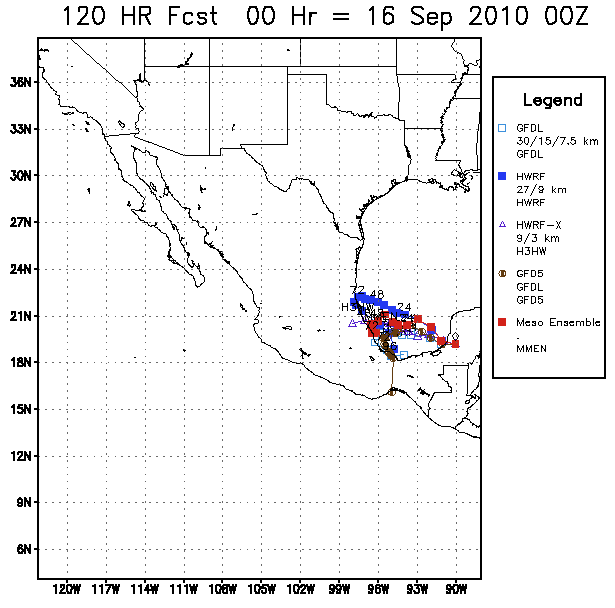 120 HR Fcst 00 Hr = 16 Sep 2010 00Z
36N
33N
30N
27N
24N
21N
18N
15N
12N
9N
6N
120W 117W 114W 111W 108W 105W 102W 99W 96W 93W 90W
72
48
24
0
Legend
GFDL
30/15/7.5 km
GFDL
HWRF
27/9 km
HWRF
HWRF-X
9/3 km
H3HW
GFD5
GFDL
GFD5
Meso Ensemble
-
MMEN